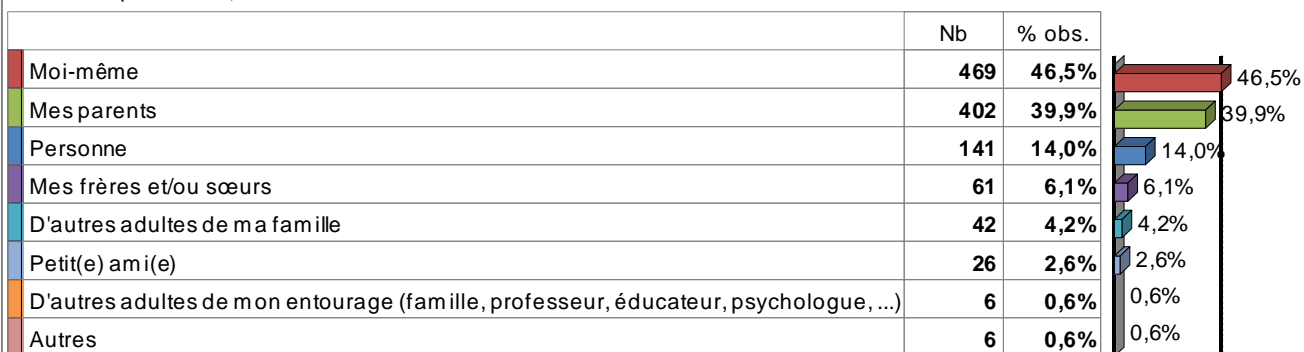 Nb % obs.
Moi-même 469 46,5% 46,5%
Mes parents 402 39,9% 39,9%
Personne 141 14,0% 14,0%
Mes frères et/ou sœurs 61 6,1% 6,1%
D'autres adultes de ma famille 42 4,2% 4,2%
Petit(e) ami(e) 26 2,6% 2,6%
D'autres adultes de mon entourage (famille, professeur, éducateur, psychologue, ...) 6 0,6% 0,6%
Autres 6 0,6% 0,6%